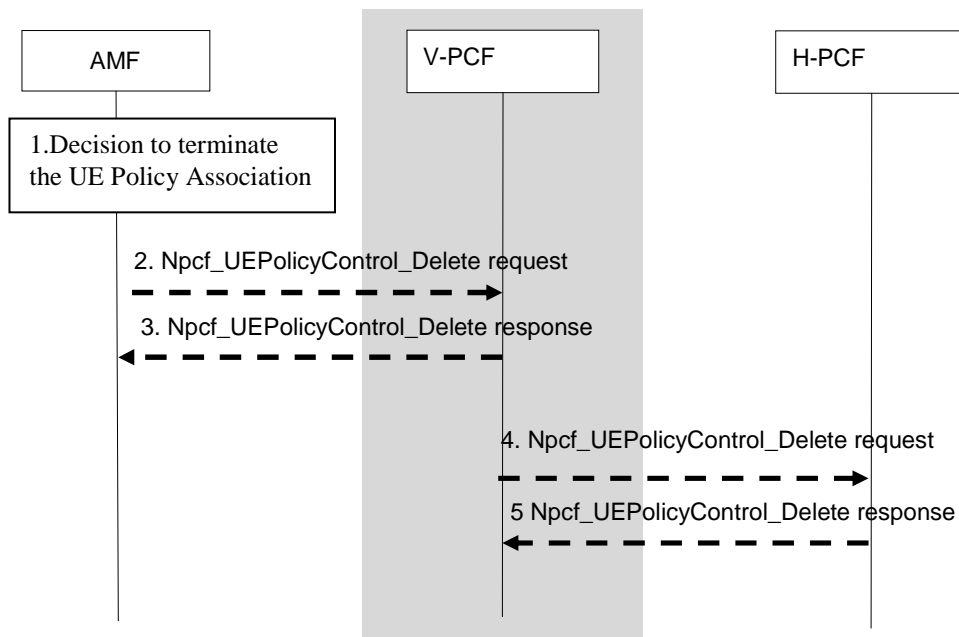 AMF
V-PCF
H-PCF
1.Decision to terminate
the UE Policy Association
2. Npcf_UEPolicyControl_Delete request
3. Npcf_UEPolicyControl_Delete response
4. Npcf_UEPolicyControl_Delete request
5 Npcf_UEPolicyControl_Delete response